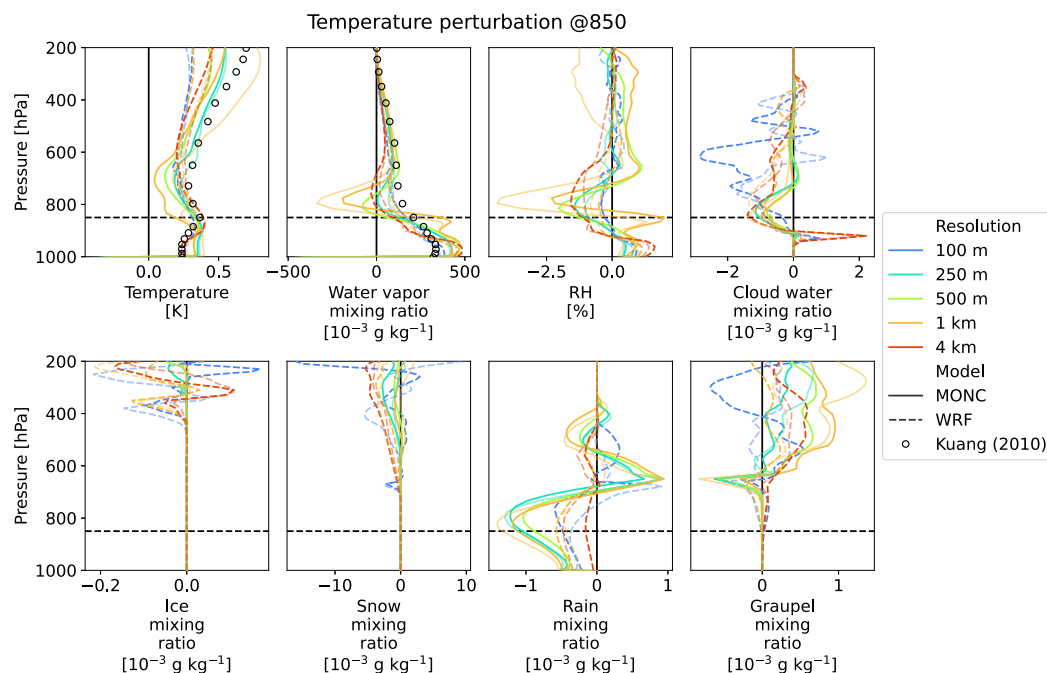 Temperature perturbation @850
Pressure [hPa]
200
400
600
800
1000
0.0
0.5
Temperature
[K]
−500
0
500
Water vapor
mixing ratio
[10⁻³ g kg⁻¹]
−2.5
0.0
RH
[%]
−2
0
2
Cloud water
mixing ratio
[10⁻³ g kg⁻¹]
Resolution
100 m
250 m
500 m
1 km
4 km
Model
MONC
WRF
Kuang (2010)
Pressure [hPa]
200
400
600
800
1000
−0.2
0.0
Ice
mixing
ratio
[10⁻³ g kg⁻¹]
−10
0
10
Snow
mixing
ratio
[10⁻³ g kg⁻¹]
−1
0
1
Rain
mixing
ratio
[10⁻³ g kg⁻¹]
0
1
Graupel
mixing
ratio
[10⁻³ g kg⁻¹]